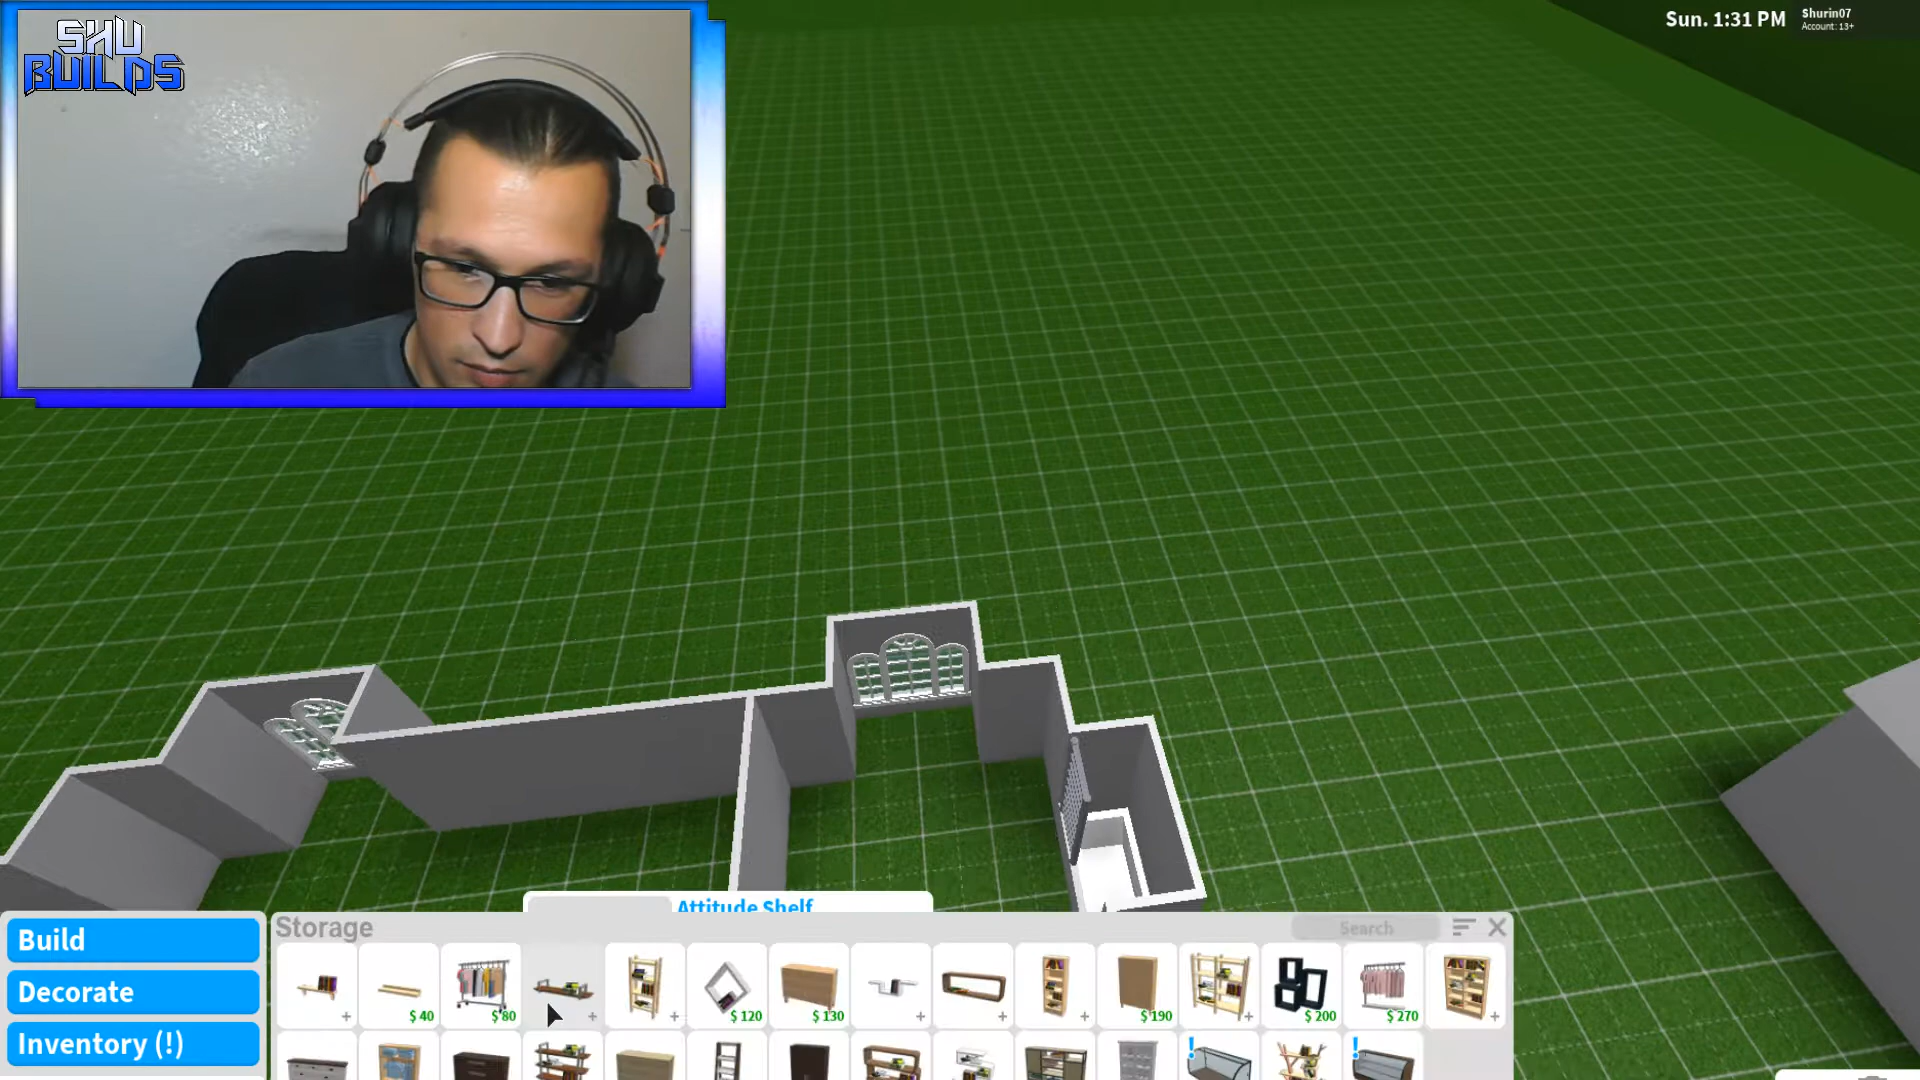 SHU
BUILDS
Sun. 1:31 PM
Shurin07
Account: 13+
Attitude Shelf
Storage
Search
Build
Decorate
Inventory (!)
$ 40
$ 80
$ 120
$ 130
$ 190
$ 200
$ 270